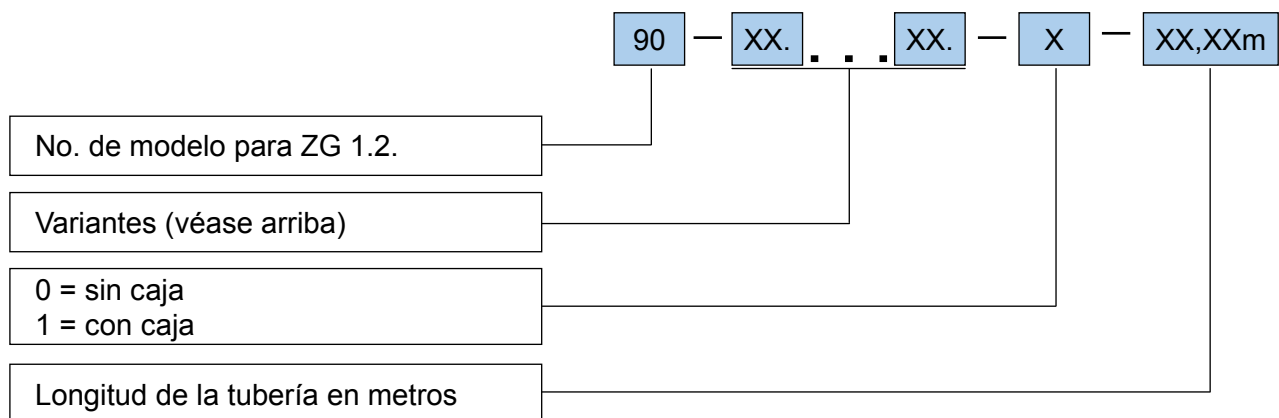 90 — XX. . . . XX. — X — XX,XXm
No. de modelo para ZG 1.2.
Variantes (véase arriba)
0 = sin caja
1 = con caja
Longitud de la tubería en metros